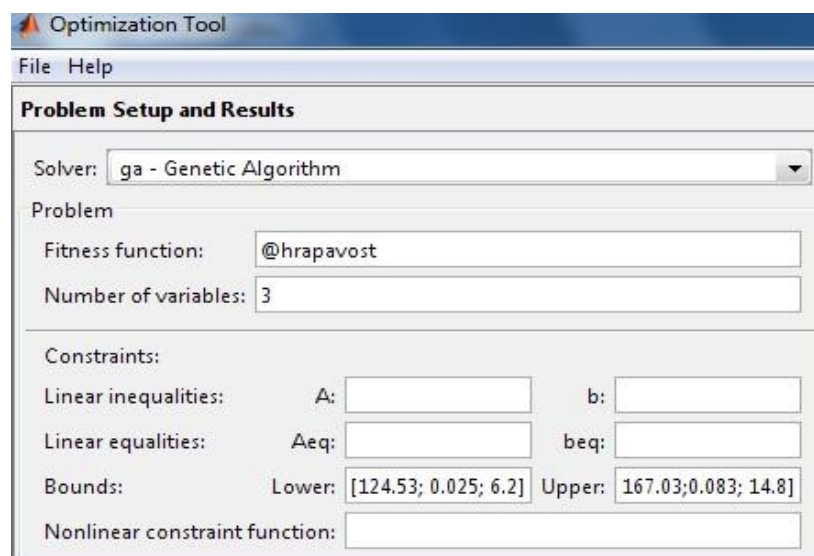 Optimization Tool
File Help
Problem Setup and Results
Solver: ga - Genetic Algorithm
Problem
Fitness function: @hrapavost
Number of variables: 3
Constraints:
Linear inequalities: A: b:
Linear equalities: Aeq: beq:
Bounds: Lower: [124.53; 0.025; 6.2] Upper: 167.03;0.083; 14.8]
Nonlinear constraint function: